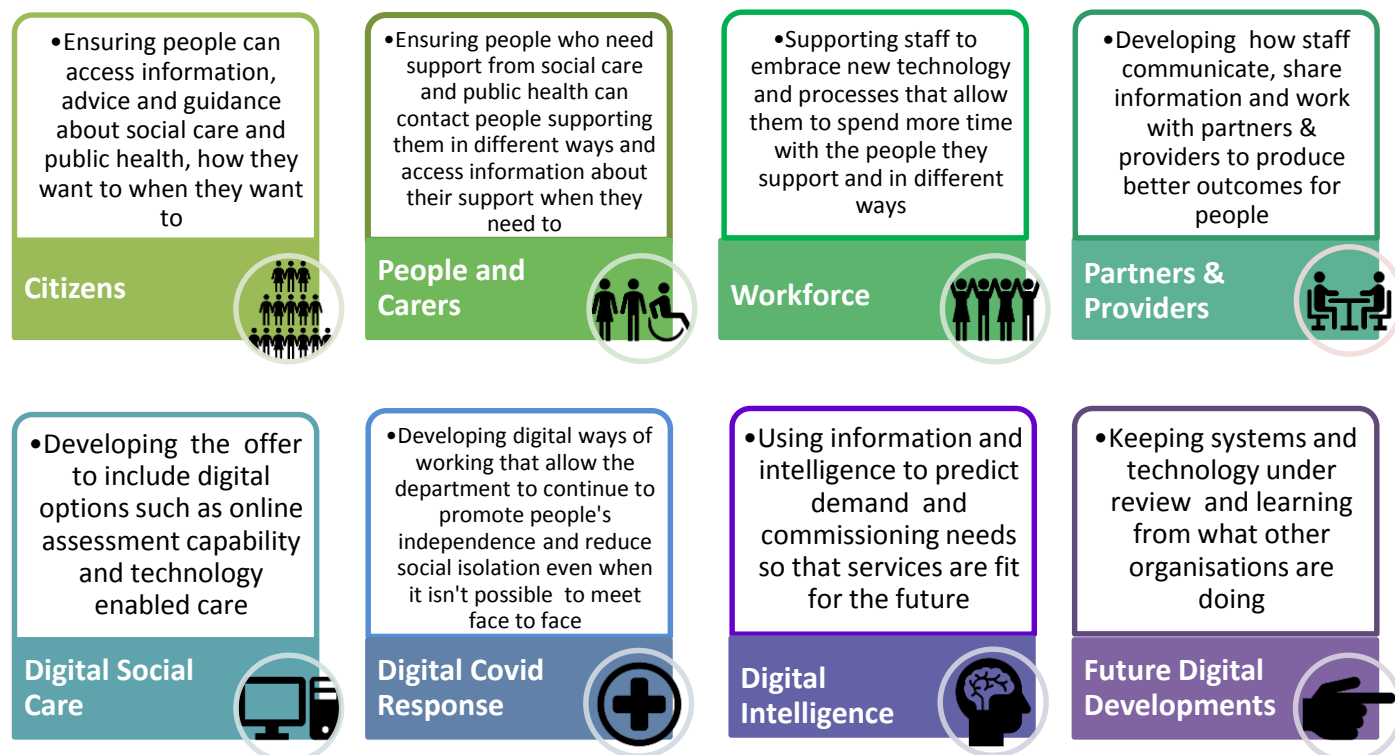 •Ensuring people can
access information,
advice and guidance
about social care and
public health, how they
want to when they want
to
Citizens
•Ensuring people who need
support from social care
and public health can
contact people supporting
them in different ways and
access information about
their support when they
need to
People and
Carers
•Supporting staff to
embrace new technology
and processes that allow
them to spend more time
with the people they
support and in different
ways
Workforce
•Developing how staff
communicate, share
information and work
with partners &
providers to produce
better outcomes for
people
Partners &
Providers
•Developing the offer
to include digital
options such as online
assessment capability
and technology
enabled care
Digital Social
Care
•Developing digital ways of
working that allow the
department to continue to
promote people's
independence and reduce
social isolation even when
it isn't possible to meet
face to face
Digital Covid
Response
•Using information and
intelligence to predict
demand and
commissioning needs
so that services are fit
for the future
Digital
Intelligence
•Keeping systems and
technology under
review and learning
from what other
organisations are
doing
Future Digital
Developments